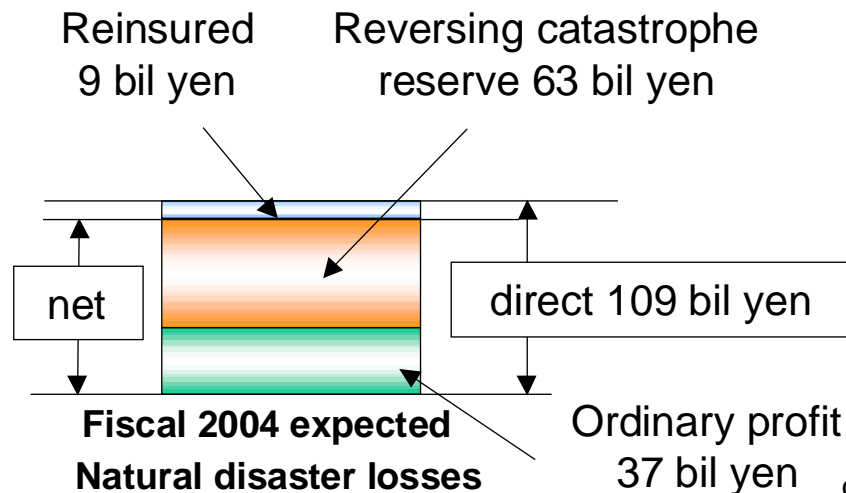 Reinsured
9 bil yen
Reversing catastrophe
reserve 63 bil yen
net
direct 109 bil yen
Fiscal 2004 expected
Natural disaster losses
Ordinary profit
37 bil yen